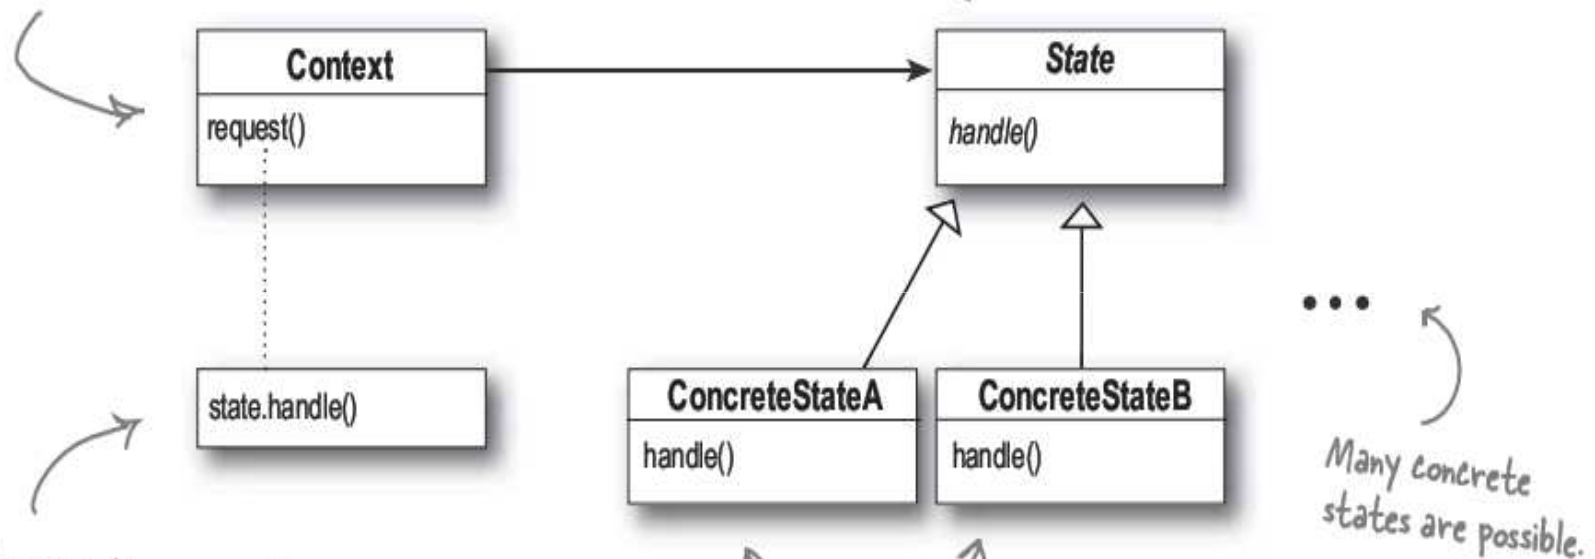 Context
State
request()
handle()
state.handle()
ConcreteStateA
ConcreteStateB
handle()
handle()
Many concrete
states are possible.